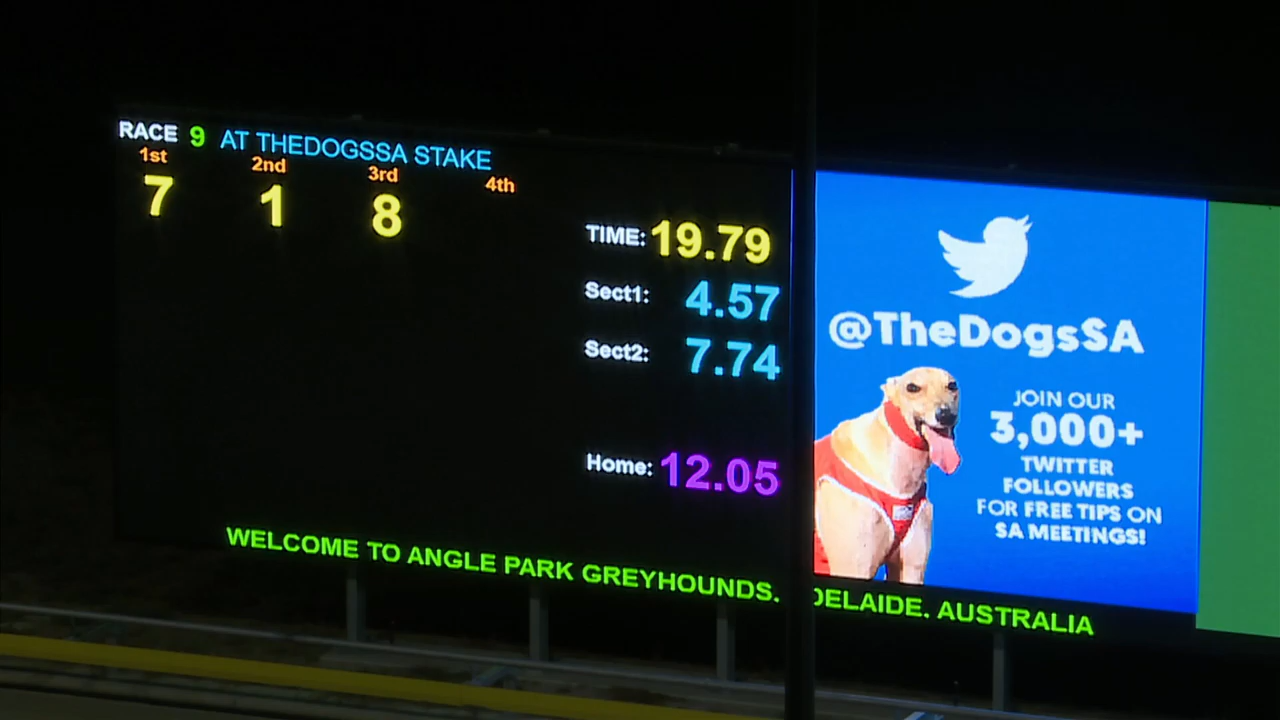 RACE 9 AT THEDOGSSA STAKE
1st 2nd 3rd 4th
7 1 8
TIME: 19.79
Sect1: 4.57
Sect2: 7.74
Home: 12.05
WELCOME TO ANGLE PARK GREYHOUNDS. DELAIDE. AUSTRALIA
@TheDogsSA
JOIN OUR
3,000+
TWITTER
FOLLOWERS
FOR FREE TIPS ON
SA MEETINGS!